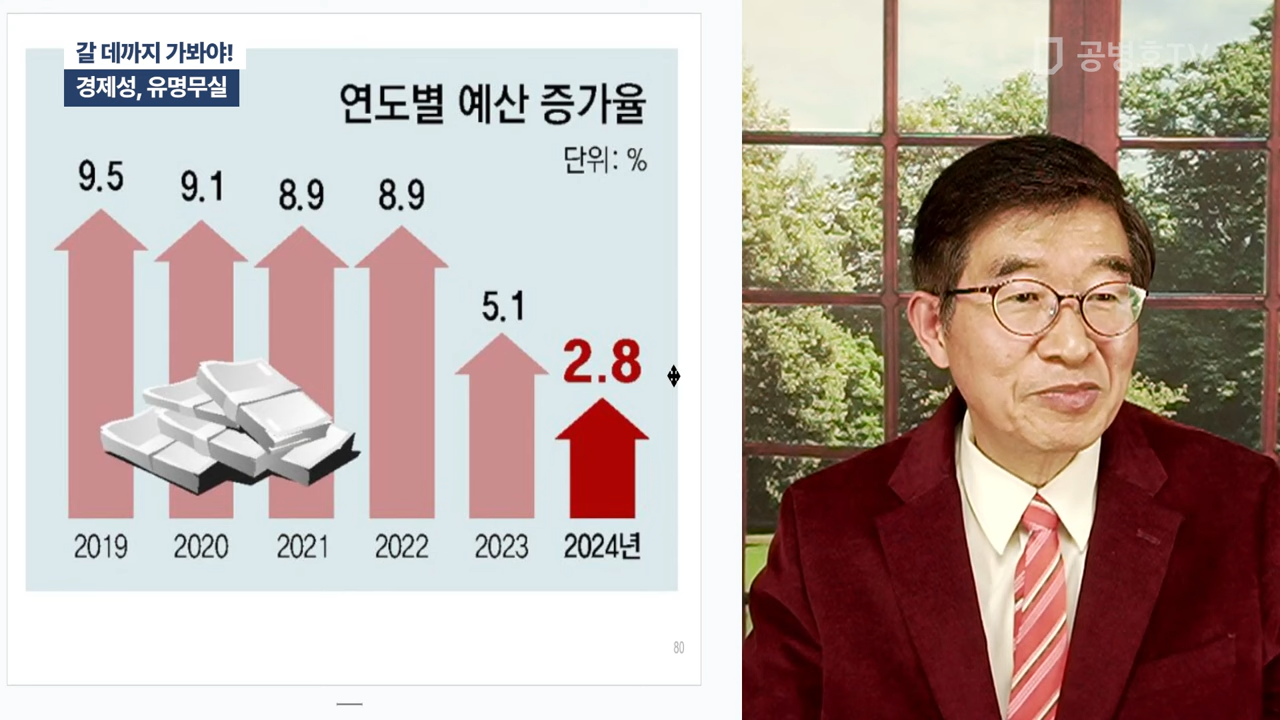 갈 데까지 가봐야!
경제성, 유명무실
공병호TV
연도별 예산 증가율
단위: %
9.5
9.1
8.9
8.9
5.1
2.8
2019
2020
2021
2022
2023
2024년
80